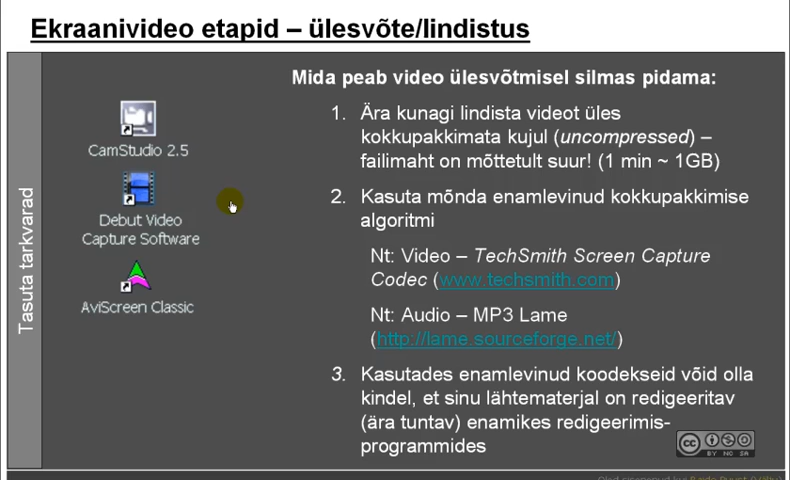 Ekraanivideo etapid – ülesvõte/lindistus
Tasuta tarkvarad
CamStudio 2.5
Debut Video
Capture Software
AviScreen Classic
Mida peab video ülesvõtmisel silmas pidama:
1. Ära kunagi lindista videot üles
kokkupakkimata kujul (uncompressed) –
failimaht on mõttetult suur! (1 min ~ 1GB)
2. Kasuta mõnda enamlevinud kokkupakkimise
algoritmi
Nt: Video – TechSmith Screen Capture
Codec (www.techsmith.com)
Nt: Audio – MP3 Lame
(http://lame.sourceforge.net/)
3. Kasutades enamlevinud koodekseid võid olla
kindel, et sinu lähtematerjal on redigeeritav
(ära tuntav) enamikes redigeerimis-
programmides
cc
BY NC SA